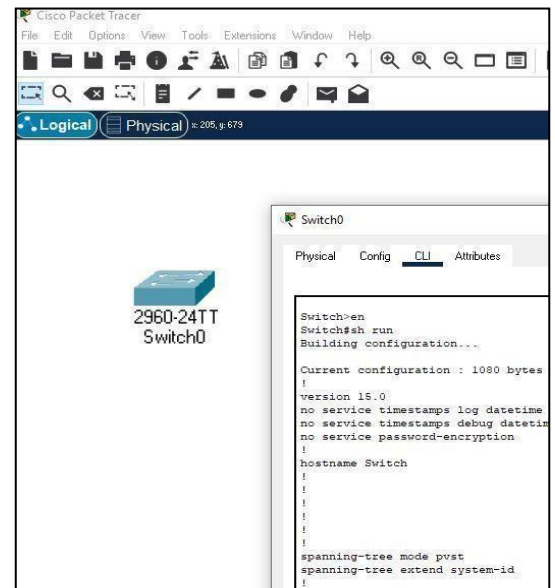 Cisco Packet Tracer
File Edit Options View Tools Extensions Window Help
Logical Physical x: 205, y: 679
Switch0
Physical Config CLI Attributes
2960-24TT
Switch0
Switch>en
Switch#sh run
Building configuration...
Current configuration : 1080 bytes
!
version 15.0
no service timestamps log datetime
no service timestamps debug datetim
no service password-encryption
!
hostname Switch
!
!
!
!
!
!
spanning-tree mode pvst
spanning-tree extend system-id
!